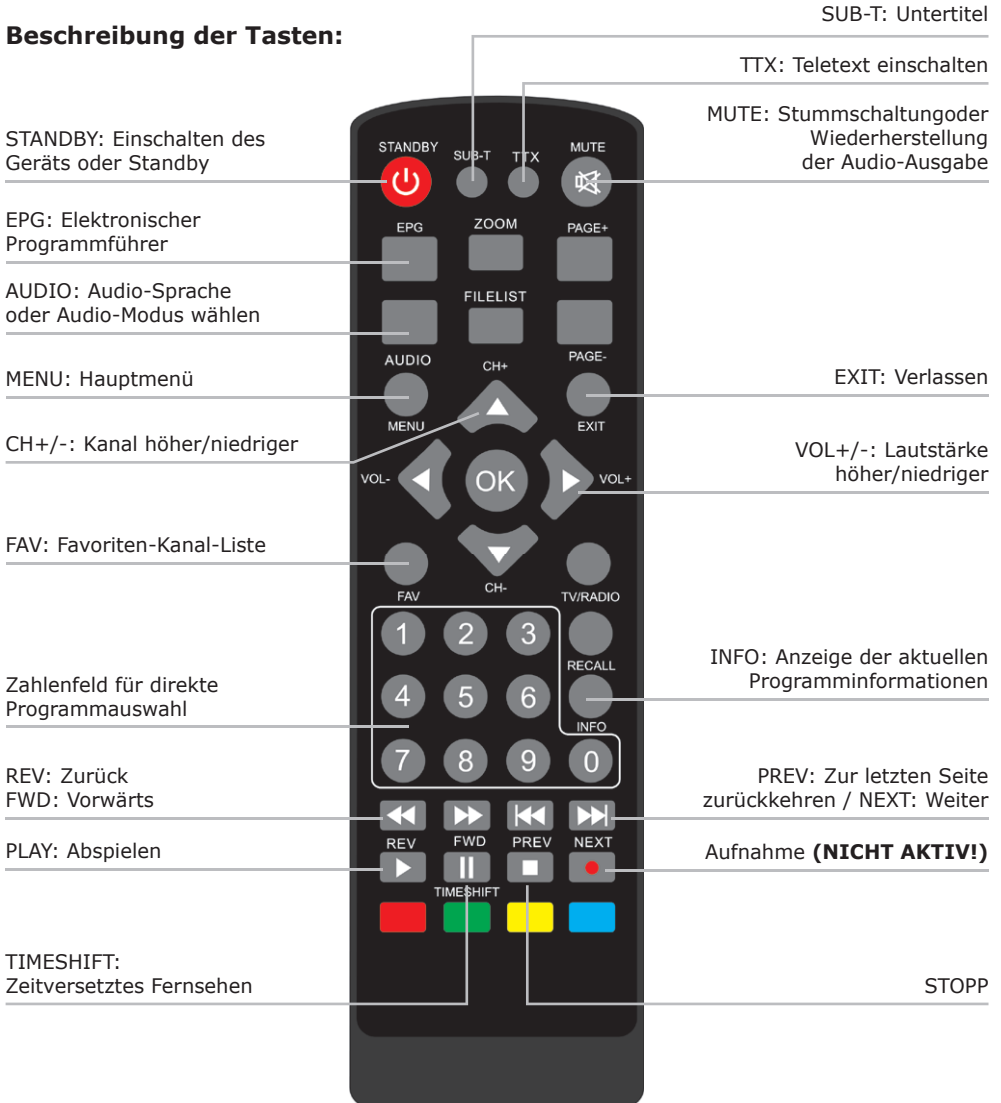 SUB-T: Untertitel
Beschreibung der Tasten:
TTX: Teletext einschalten
MUTE: Stummschaltungoder
Wiederherstellung
der Audio-Ausgabe
STANDBY: Einschalten des
Geräts oder Standby
EPG: Elektronischer
Programmführer
AUDIO: Audio-Sprache
oder Audio-Modus wählen
MENU: Hauptmenü
CH+/-: Kanal höher/niedriger
FAV: Favoriten-Kanal-Liste
Zahlenfeld für direkte
Programmauswahl
REV: Zurück
FWD: Vorwärts
PLAY: Abspielen
TIMESHIFT:
Zeitversetztes Fernsehen
STANDBY SUB-T TTX MUTE
EPG ZOOM PAGE+
FILELIST
AUDIO CH+ PAGE-
MENU EXIT
VOL- OK VOL+
FAV CH- TV/RADIO
1 2 3
RECALL
4 5 6
INFO
7 8 9 0
REV FWD PREV NEXT
TIMESHIFT
EXIT: Verlassen
VOL+/-: Lautstärke
höher/niedriger
INFO: Anzeige der aktuellen
Programminformationen
PREV: Zur letzten Seite
zurückkehren / NEXT: Weiter
Aufnahme (NICHT AKTIV!)
STOPP